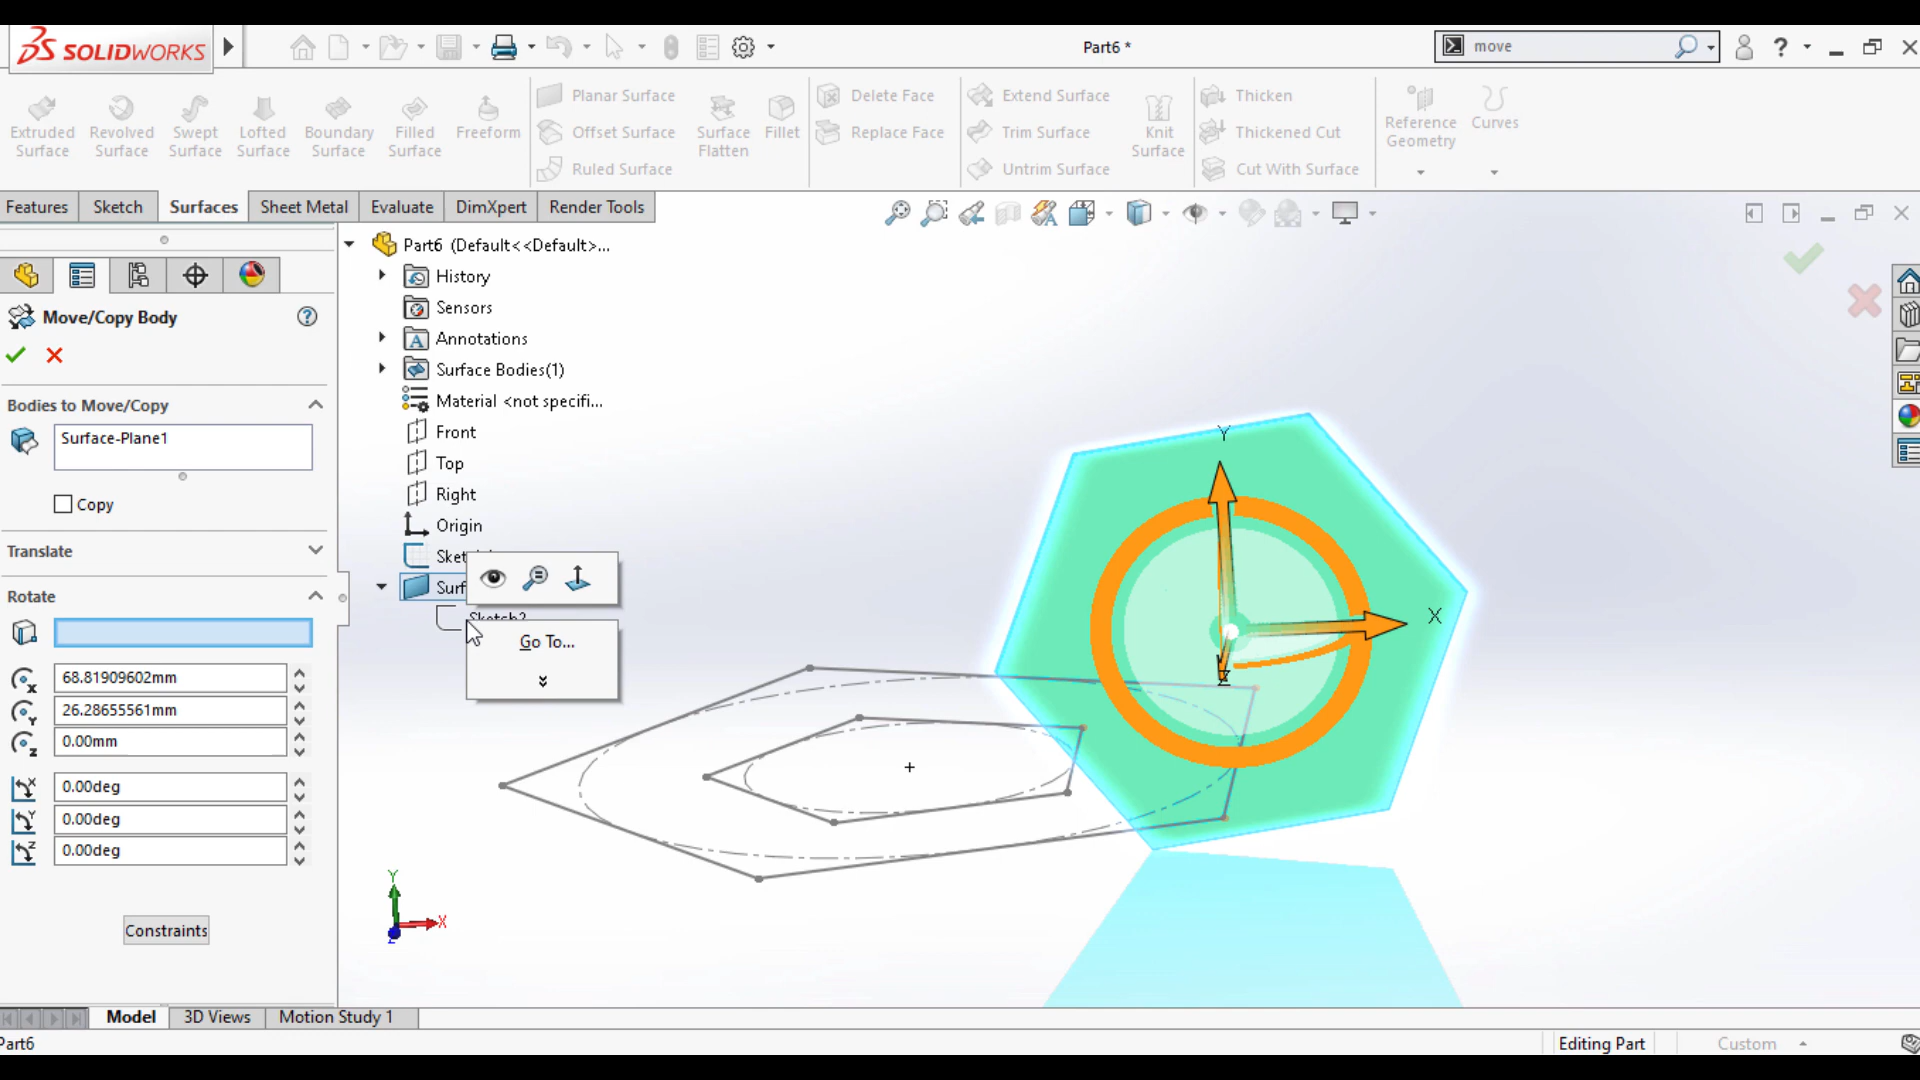 SOLIDWORKS
Part6 *
move
Extruded Surface
Revolved Surface
Swept Surface
Lofted Surface
Boundary Surface
Filled Surface
Freeform
Planar Surface
Offset Surface
Ruled Surface
Surface Flatten
Fillet
Delete Face
Replace Face
Extend Surface
Trim Surface
Untrim Surface
Knit Surface
Thicken
Thickened Cut
Cut With Surface
Reference Geometry
Curves
Features
Sketch
Surfaces
Sheet Metal
Evaluate
DimXpert
Render Tools
Part6 (Default<<Default>...
History
Sensors
Annotations
Surface Bodies(1)
Material <not specifi...
Front
Top
Right
Origin
Sket
Surf
Sketch2
Go To...
Move/Copy Body
Bodies to Move/Copy
Surface-Plane1
Copy
Translate
Rotate
68.81909602mm
26.28655561mm
0.00mm
0.00deg
0.00deg
0.00deg
Constraints
Y
X
Z
Y
X
Z
Model
3D Views
Motion Study 1
Part6
Editing Part
Custom